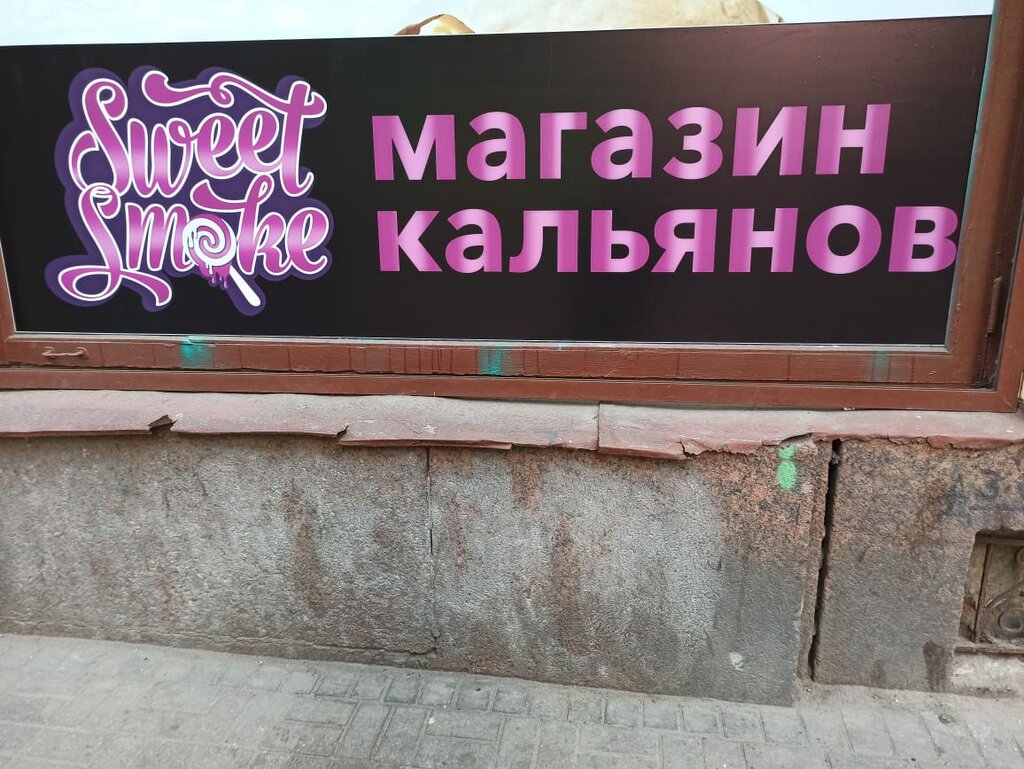 Sweet
Smoke
магазин
кальянов